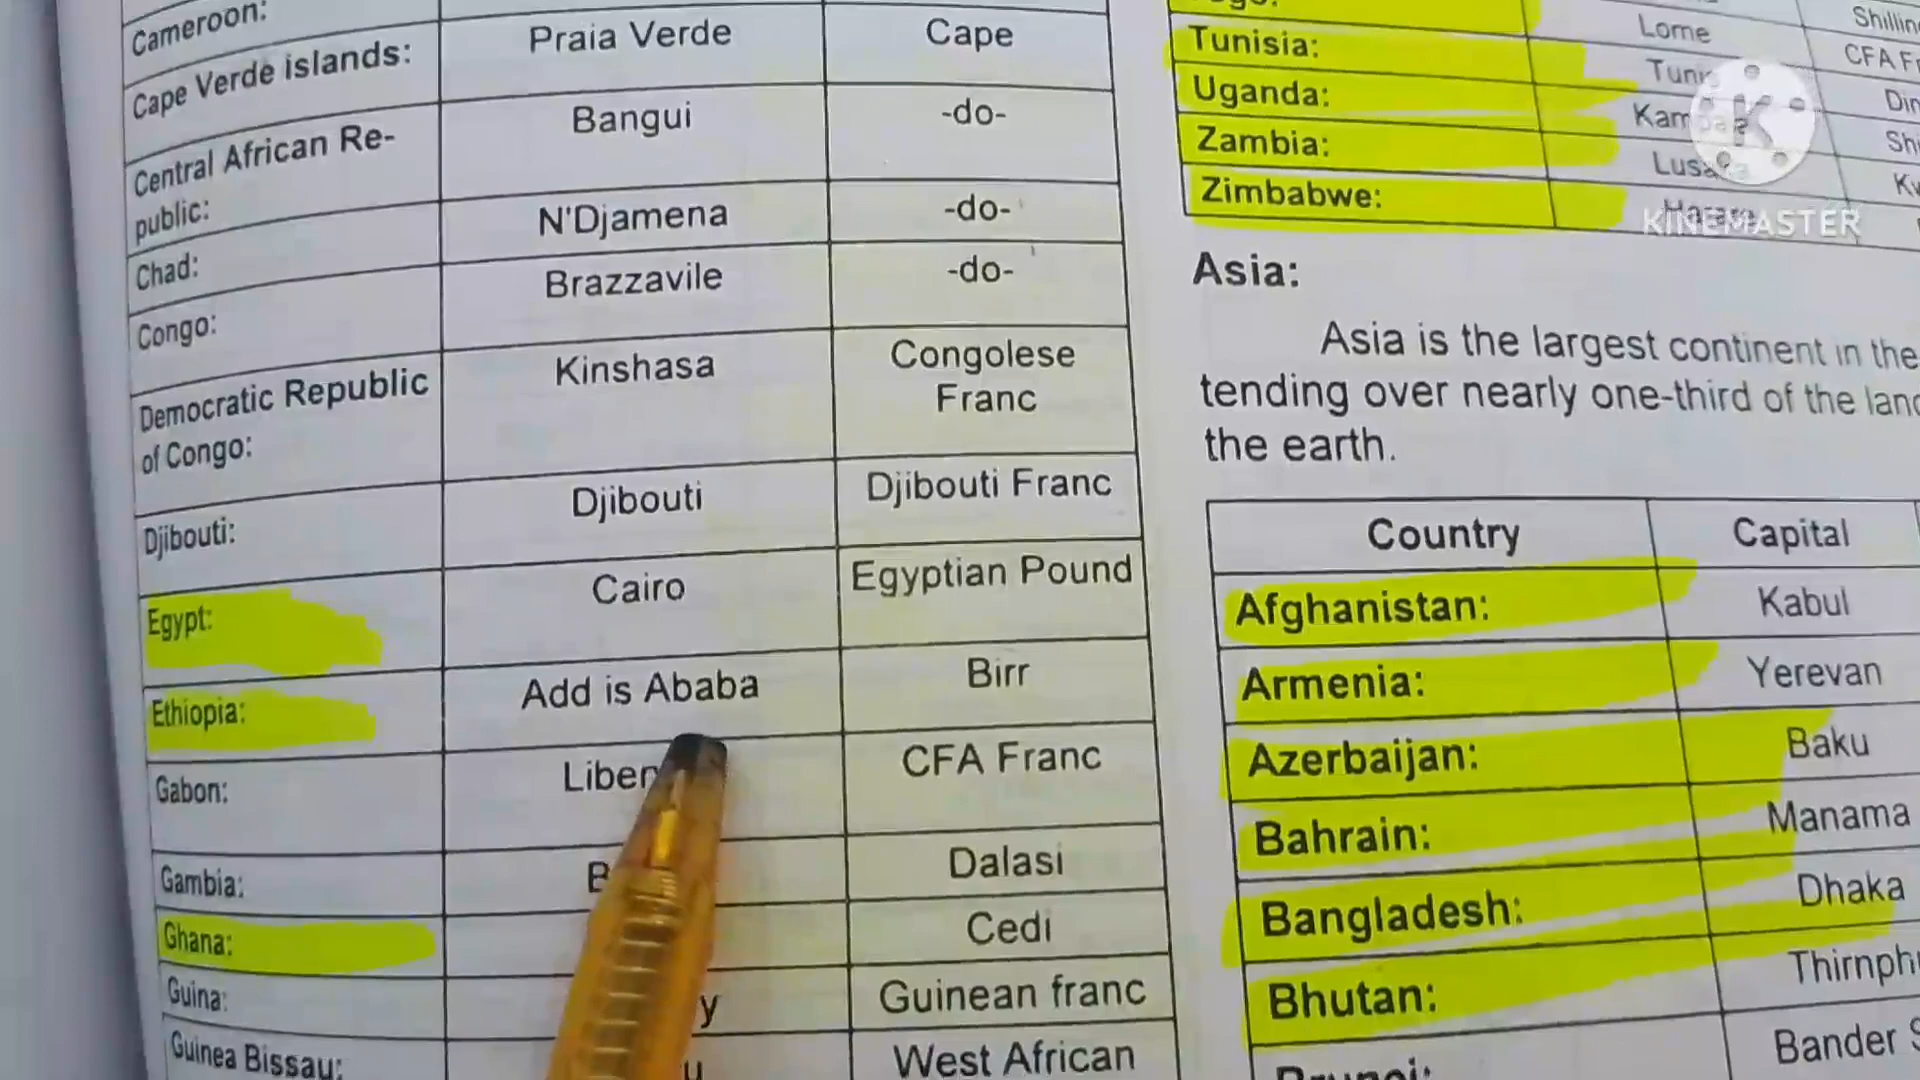 Cameroon:
Cape Verde islands: Praia Verde Cape
Central African Re-
public: Bangui -do-
Chad: N'Djamena -do-
Congo: Brazzavile -do-
Democratic Republic
of Congo: Kinshasa Congolese
Franc
Djibouti: Djibouti Djibouti Franc
Egypt: Cairo Egyptian Pound
Ethiopia: Add is Ababa Birr
Gabon: CFA Franc
Gambia: Dalasi
Ghana: Cedi
Guina: Guinean franc
Guinea Bissau: West African
Lome
Tunisia: CFA
Uganda:
Zambia:
Zimbabwe:
KINEMASTER
Asia:
Asia is the largest continent in the
tending over nearly one-third of the
the earth.
Country Capital
Afghanistan: Kabul
Armenia: Yerevan
Azerbaijan: Baku
Bahrain: Manama
Bangladesh: Dhaka
Bhutan:
Bander